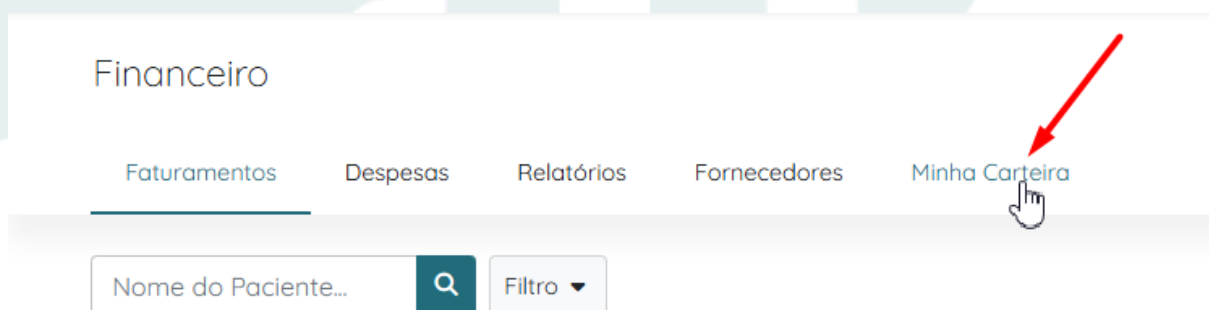 Financeiro
Faturamentos Despesas Relatórios Fornecedores Minha Carteira
Nome do Paciente... Filtro